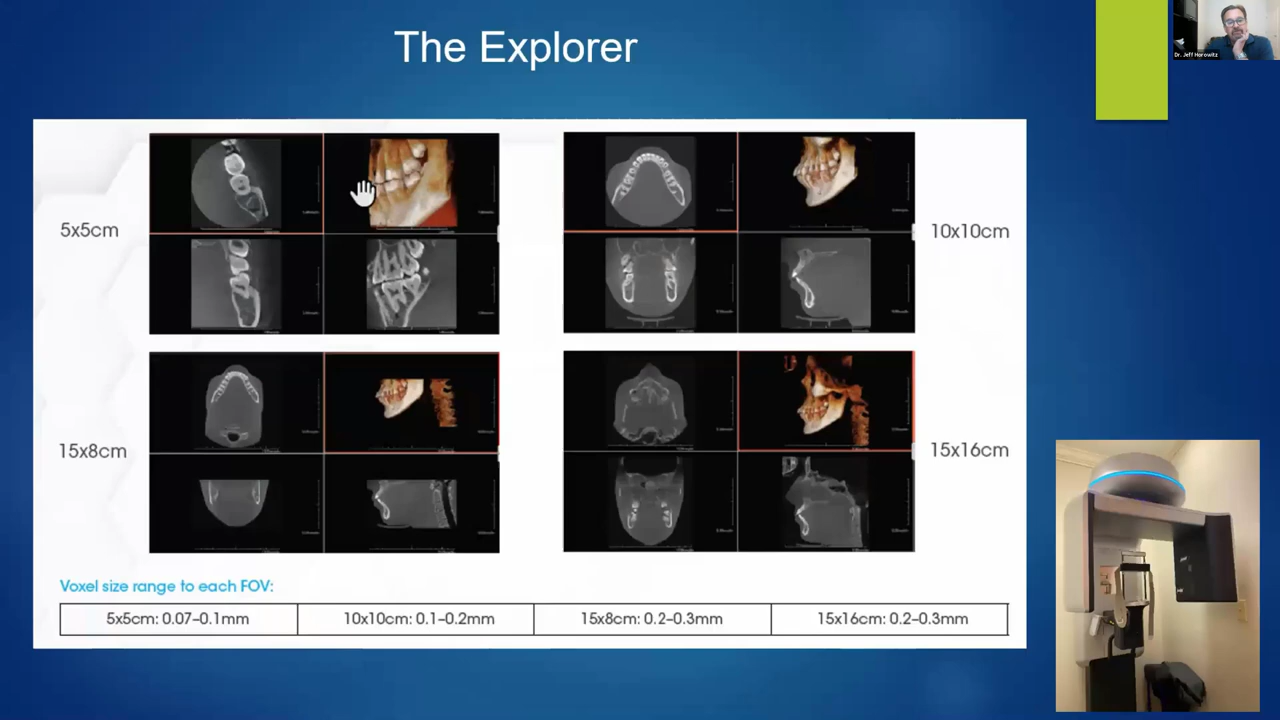 The Explorer
Dr. Jeff Horowitz
5x5cm
10x10cm
15x8cm
15x16cm
Voxel size range to each FOV:
5x5cm: 0.07–0.1mm
10x10cm: 0.1–0.2mm
15x8cm: 0.2–0.3mm
15x16cm: 0.2–0.3mm